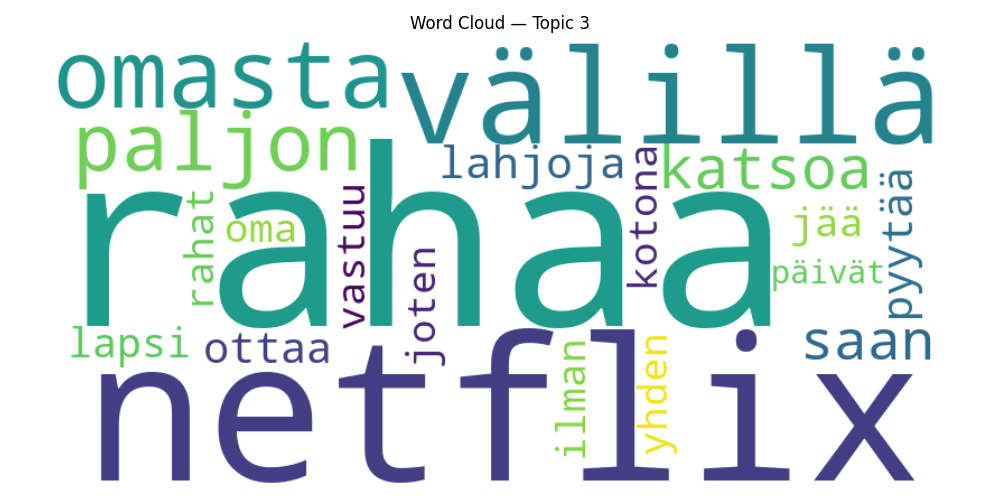 Word Cloud — Topic 3
omasta
välillä
paljon
lahjoja
katsoa
rahaa
rahat
oma
vastuu
joten
kotona
jää
päivät
pyytää
lapsi
ottaa
ilman
yhden
saan
netflix